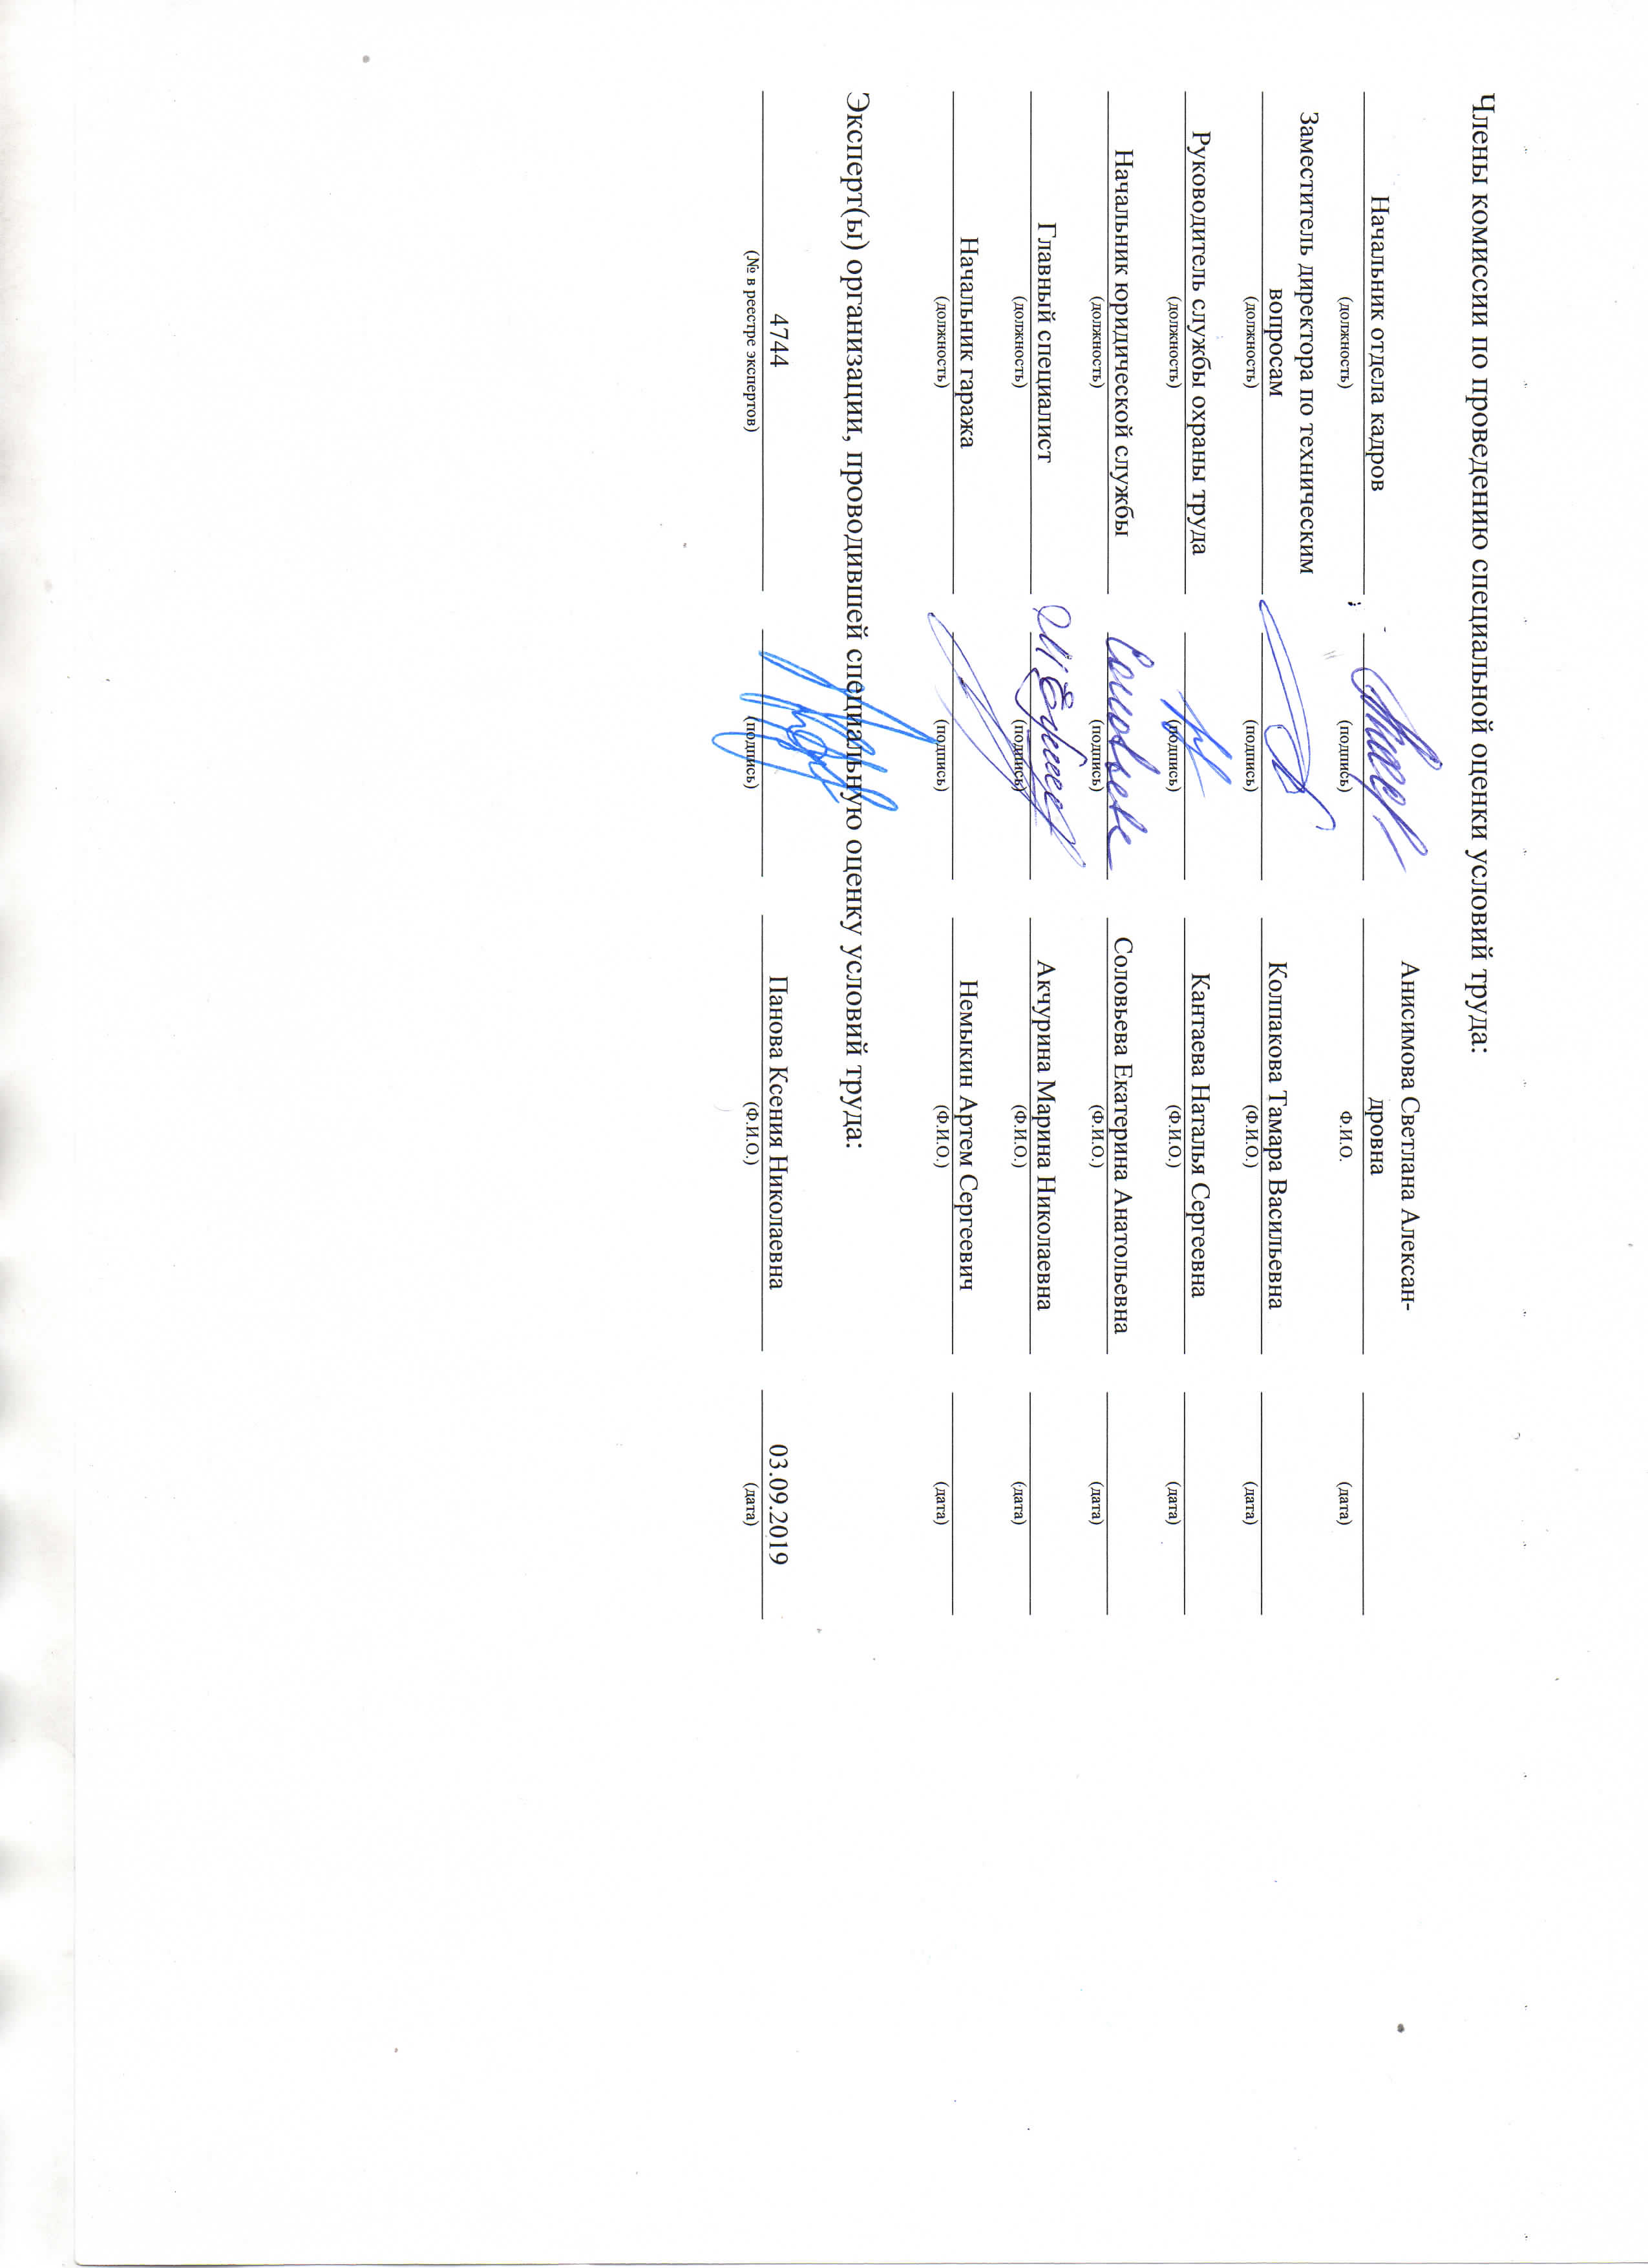 Члены комиссии по проведению специальной оценки условий труда:
Анисимова Светлана Алексан-
Начальник отдела кадров дровна
(должность) (подпись) Ф.И.О. (дата)
Заместитель директора по техническим
вопросам Колпакова Тамара Васильевна
(должность) (подпись) (Ф.И.О.) (дата)
Руководитель службы охраны труда Кантаева Наталья Сергеевна
(должность) (подпись) (Ф.И.О.) (дата)
Начальник юридической службы Соловьева Екатерина Анатольевна
(должность) (подпись) (Ф.И.О.) (дата)
Главный специалист Акчурина Марина Николаевна
(должность) (подпись) (Ф.И.О.) (дата)
Начальник гаража Немыкин Артем Сергеевич
(должность) (подпись) (Ф.И.О.) (дата)
Эксперт(ы) организации, проводившей специальную оценку условий труда:
4744 Панова Ксения Николаевна 03.09.2019
(№ в реестре экспертов) (подпись) (Ф.И.О.) (дата)